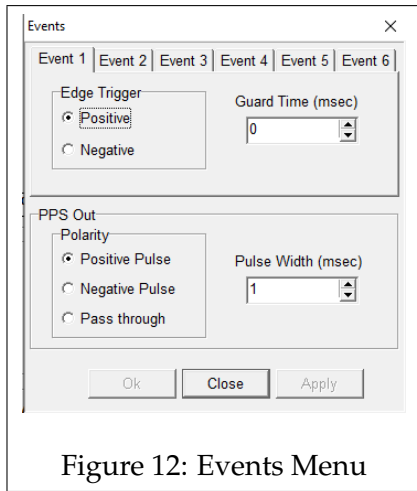 Events
Event 1 Event 2 Event 3 Event 4 Event 5 Event 6
Edge Trigger
Positive
Negative
Guard Time (msec)
0
PPS Out
Polarity
Positive Pulse
Negative Pulse
Pass through
Pulse Width (msec)
1
Ok Close Apply
Figure 12: Events Menu